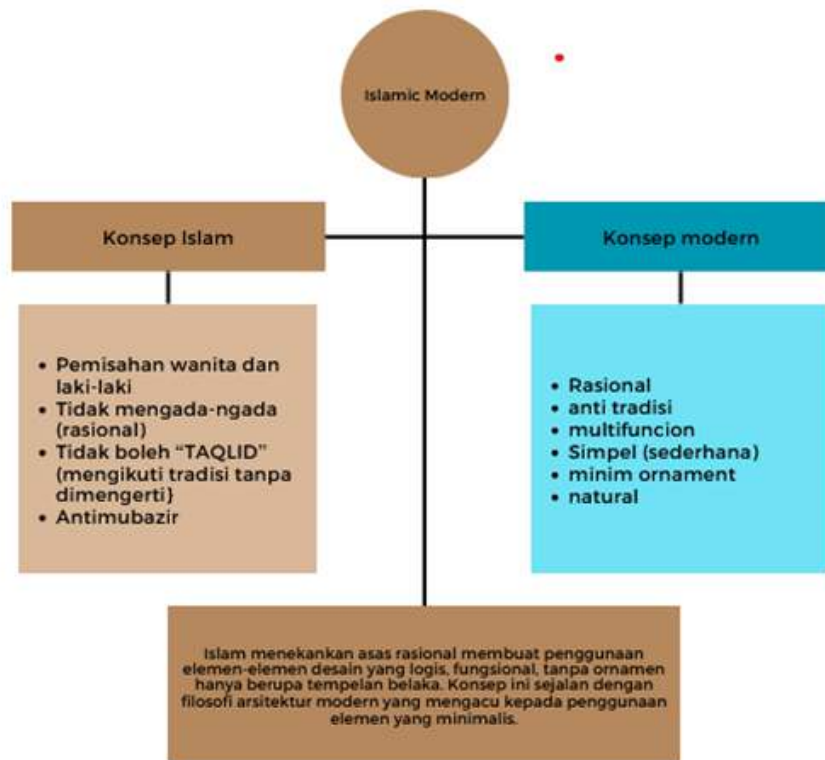 Islamic Modern
Konsep Islam
Konsep modern
Pemisahan wanita dan
laki-laki
Tidak mengada-ngada
(rasional)
Tidak boleh “TAQLID”
(mengikuti tradisi tanpa
dimengerti}
Antimubazir
Rasional
anti tradisi
multifuncion
Simpel (sederhana)
minim ornament
natural
Islam menekankan asas rasional membuat penggunaan
elemen-elemen desain yang logis, fungsional, tanpa ornamen
hanya berupa tempelan belaka. Konsep ini sejalan dengan
filosofi arsitektur modern yang mengacu kepada penggunaan
elemen yang minimalis.